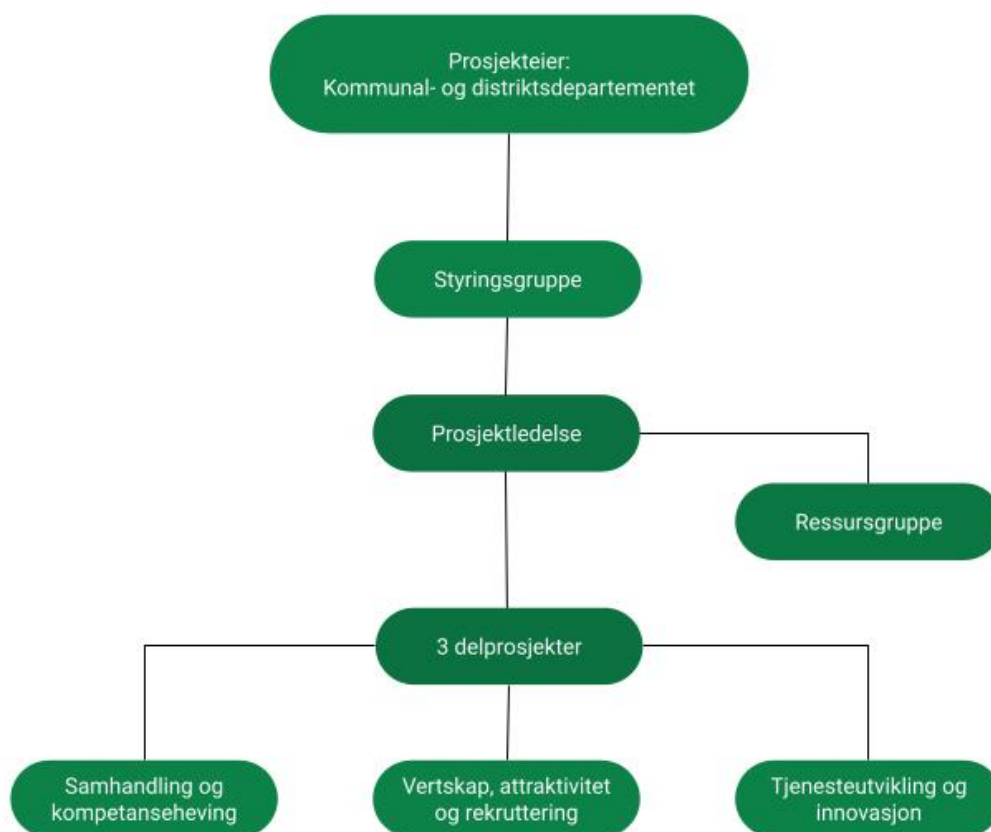 Prosjekteier:
Kommunal- og distriktsdepartementet
Styringsgruppe
Prosjektledelse
Ressursgruppe
3 delprosjekter
Samhandling og
kompetanseheving
Vertskap, attraktivitet
og rekruttering
Tjenesteutvikling og
innovasjon